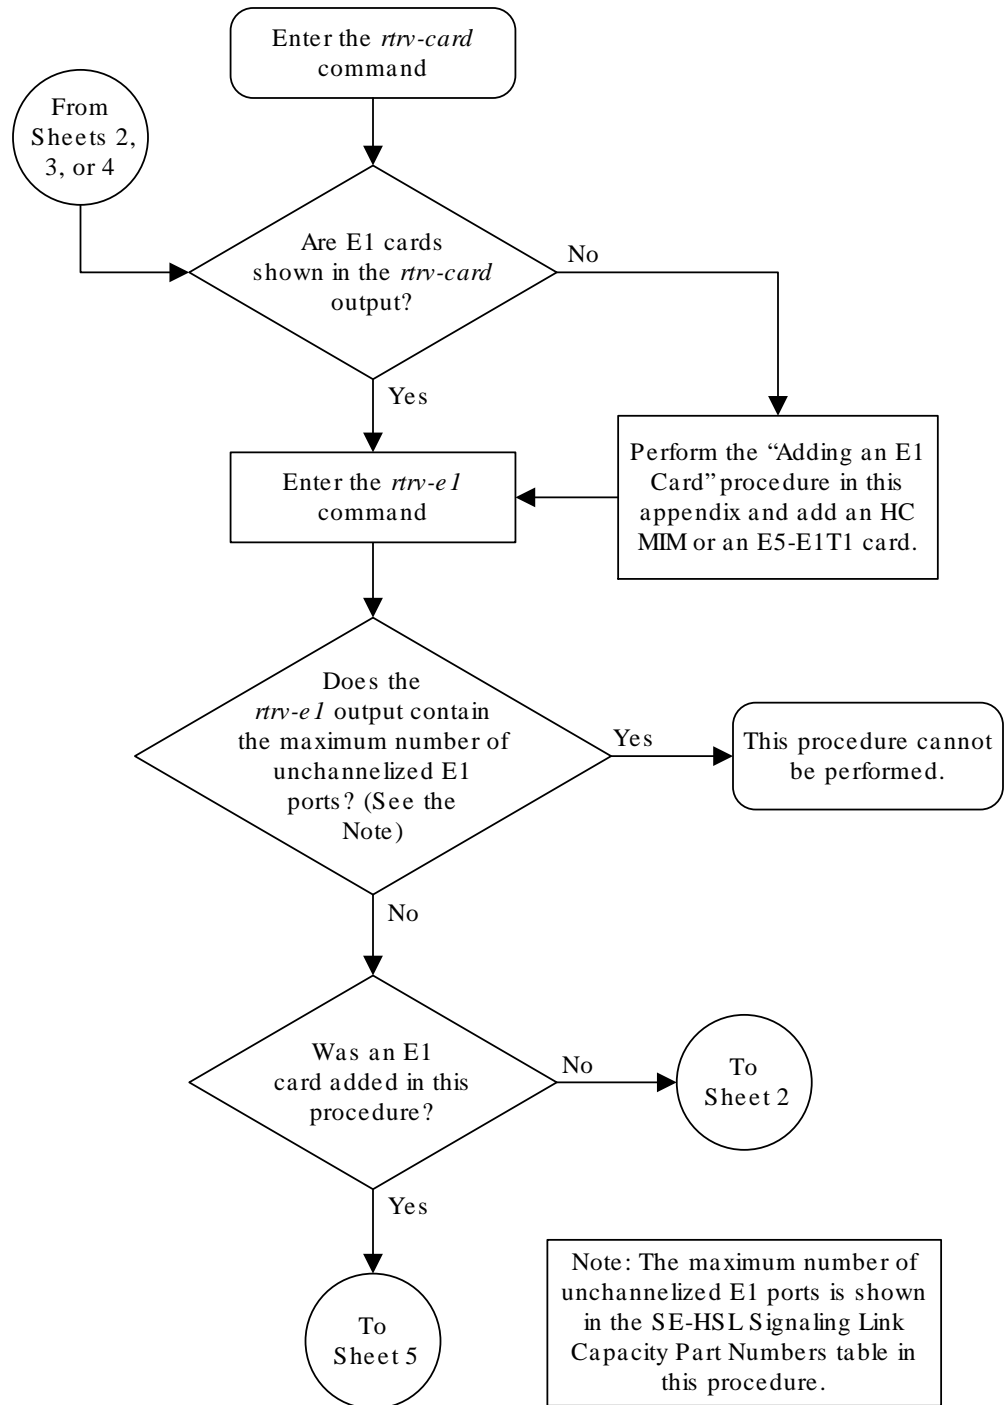 Enter the rtrv-card
command
From
Sheets 2,
3, or 4
Are E1 cards
shown in the rtrv-card
output?
No
Yes
Enter the rtrv-e1
command
Perform the “Adding an E1
Card” procedure in this
appendix and add an HC
MIM or an E5-E1T1 card.
Does the
rtrv-e1 output contain
the maximum number of
unchannelized E1
ports? (See the
Note)
Yes
This procedure cannot
be performed.
No
Was an E1
card added in this
procedure?
No
To
Sheet 2
Yes
To
Sheet 5
Note: The maximum number of
unchannelized E1 ports is shown
in the SE-HSL Signaling Link
Capacity Part Numbers table in
this procedure.